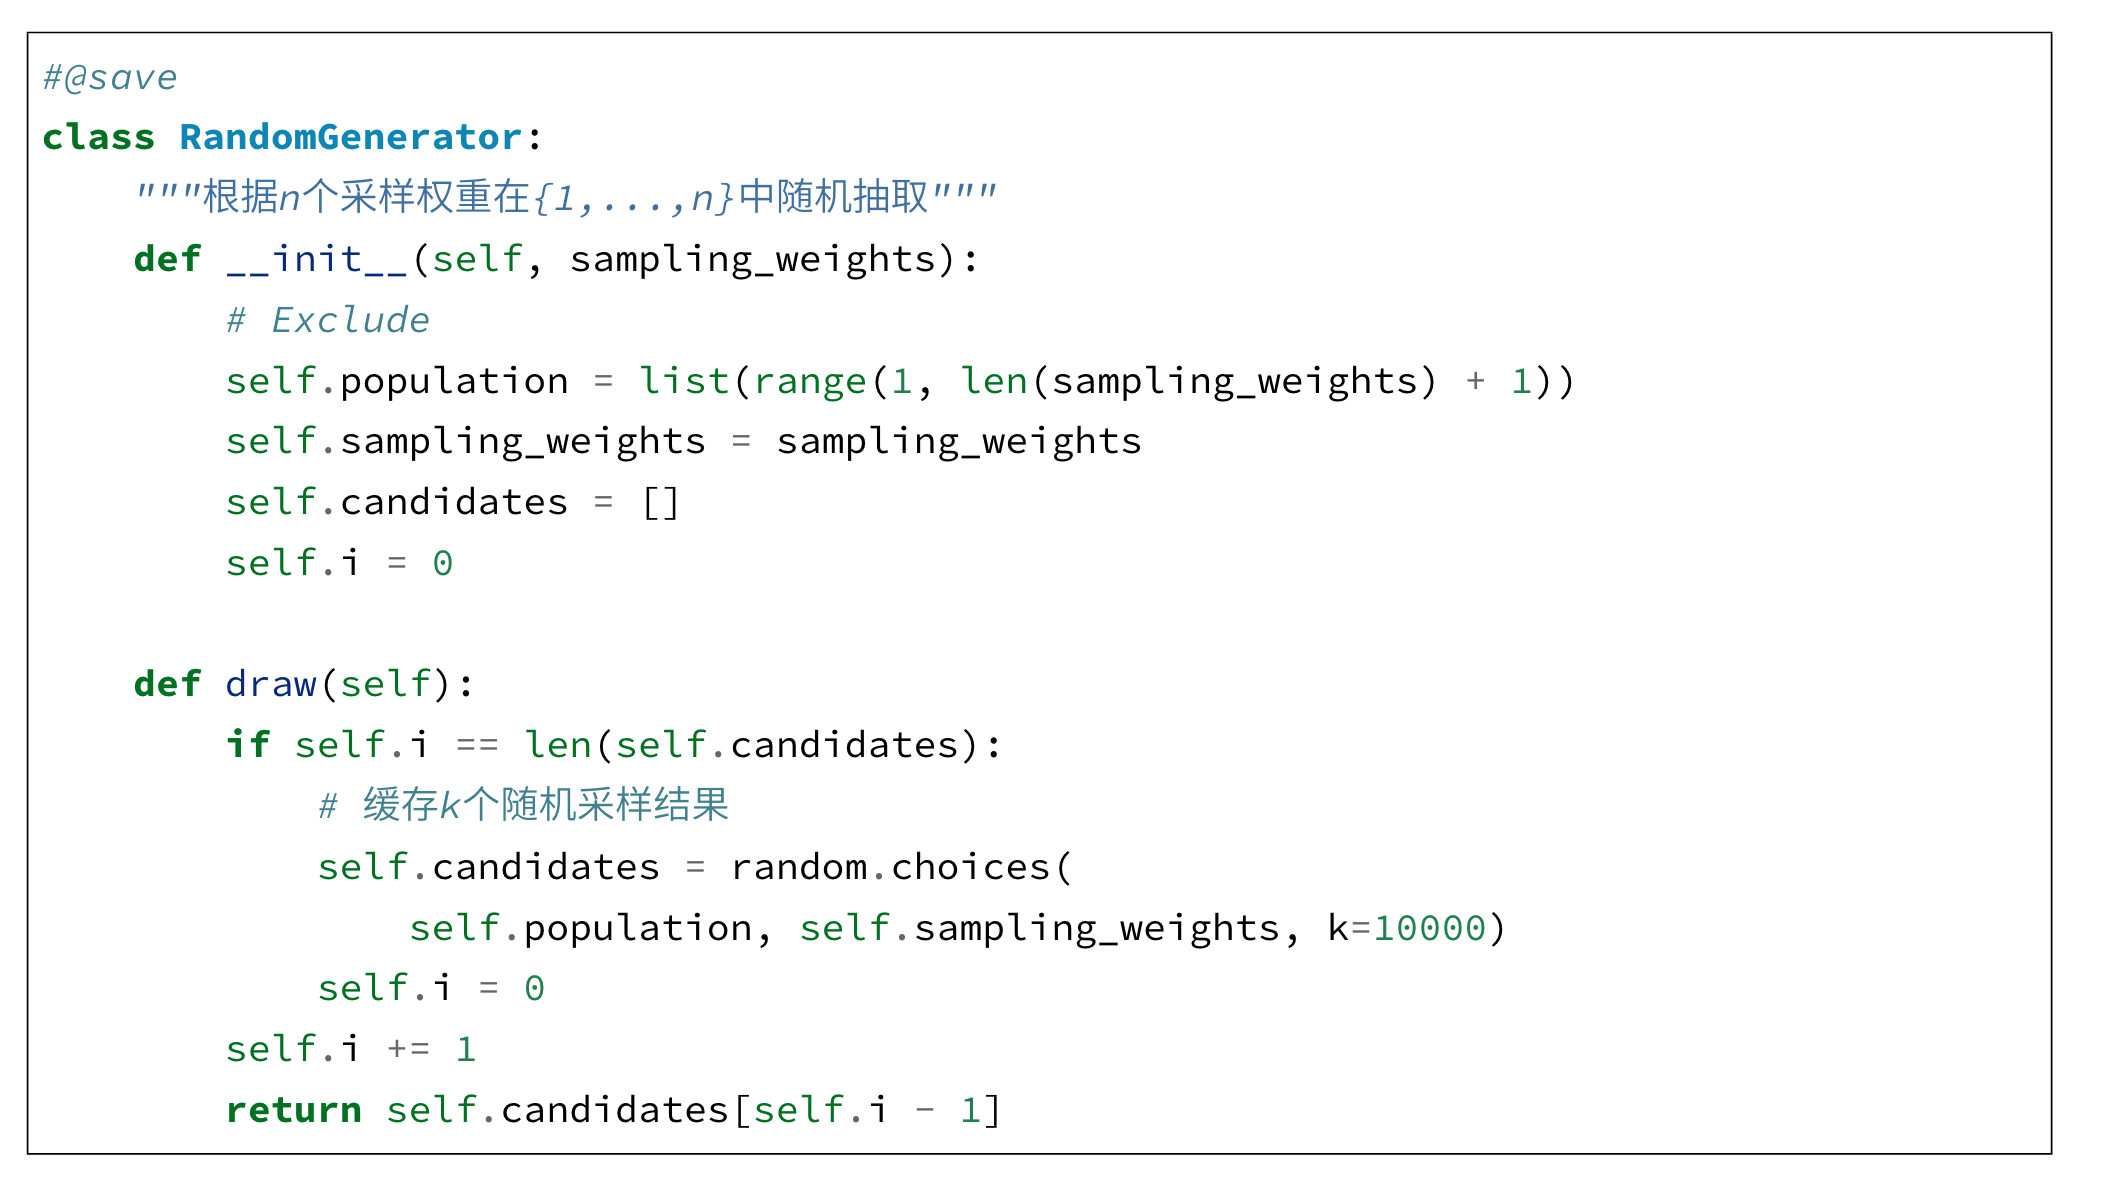 #@save
class RandomGenerator:
    """根据n个采样权重在{1,...,n}中随机抽取"""
    def __init__(self, sampling_weights):
        # Exclude
        self.population = list(range(1, len(sampling_weights) + 1))
        self.sampling_weights = sampling_weights
        self.candidates = []
        self.i = 0

    def draw(self):
        if self.i == len(self.candidates):
            # 缓存k个随机采样结果
            self.candidates = random.choices(
                self.population, self.sampling_weights, k=10000)
            self.i = 0
        self.i += 1
        return self.candidates[self.i - 1]